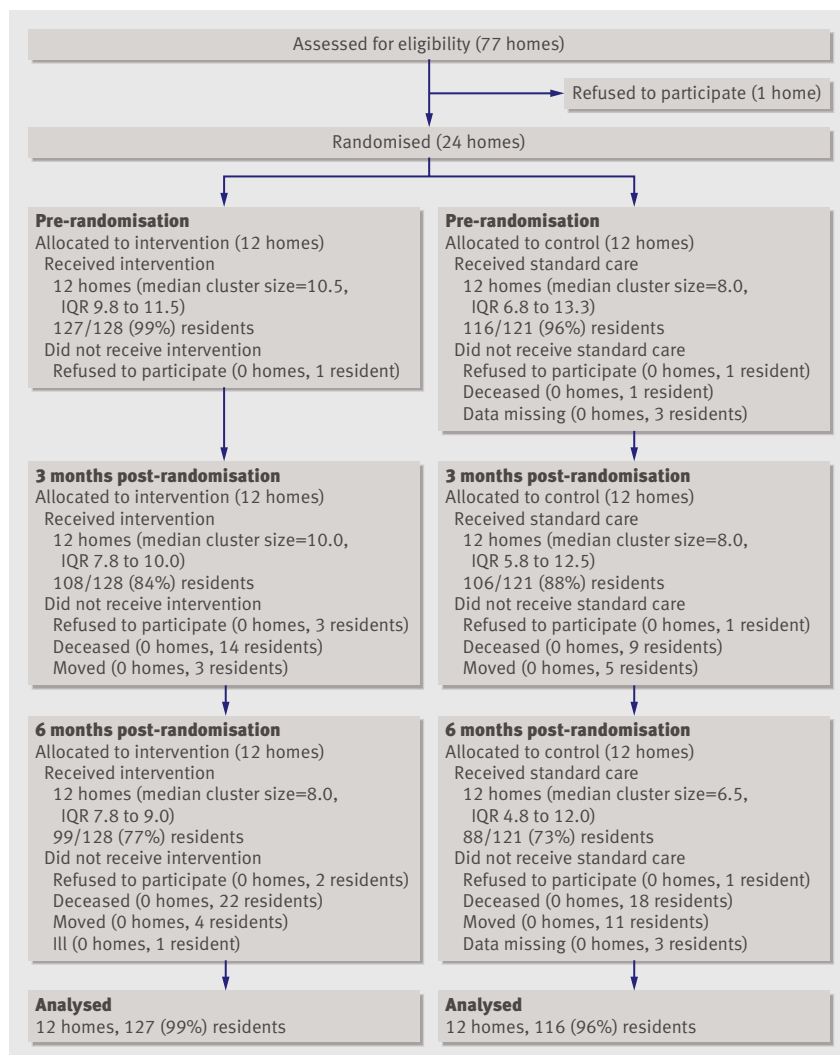 Assessed for eligibility (77 homes)
Refused to participate (1 home)
Randomised (24 homes)
Pre-randomisation
Allocated to intervention (12 homes)
Received intervention
12 homes (median cluster size=10.5,
IQR 9.8 to 11.5)
127/128 (99%) residents
Did not receive intervention
Refused to participate (0 homes, 1 resident)
Pre-randomisation
Allocated to control (12 homes)
Received standard care
12 homes (median cluster size=8.0,
IQR 6.8 to 13.3)
116/121 (96%) residents
Did not receive standard care
Refused to participate (0 homes, 1 resident)
Deceased (0 homes, 1 resident)
Data missing (0 homes, 3 residents)
3 months post-randomisation
Allocated to intervention (12 homes)
Received intervention
12 homes (median cluster size=10.0,
IQR 7.8 to 10.0)
108/128 (84%) residents
Did not receive intervention
Refused to participate (0 homes, 3 residents)
Deceased (0 homes, 14 residents)
Moved (0 homes, 3 residents)
3 months post-randomisation
Allocated to control (12 homes)
Received standard care
12 homes (median cluster size=8.0,
IQR 5.8 to 12.5)
106/121 (88%) residents
Did not receive standard care
Refused to participate (0 homes, 1 resident)
Deceased (0 homes, 9 residents)
Moved (0 homes, 5 residents)
6 months post-randomisation
Allocated to intervention (12 homes)
Received intervention
12 homes (median cluster size=8.0,
IQR 7.8 to 9.0)
99/128 (77%) residents
Did not receive intervention
Refused to participate (0 homes, 2 residents)
Deceased (0 homes, 22 residents)
Moved (0 homes, 4 residents)
Ill (0 homes, 1 resident)
6 months post-randomisation
Allocated to control (12 homes)
Received standard care
12 homes (median cluster size=6.5,
IQR 4.8 to 12.0)
88/121 (73%) residents
Did not receive standard care
Refused to participate (0 homes, 1 resident)
Deceased (0 homes, 18 residents)
Moved (0 homes, 11 residents)
Data missing (0 homes, 3 residents)
Analysed
12 homes, 127 (99%) residents
Analysed
12 homes, 116 (96%) residents